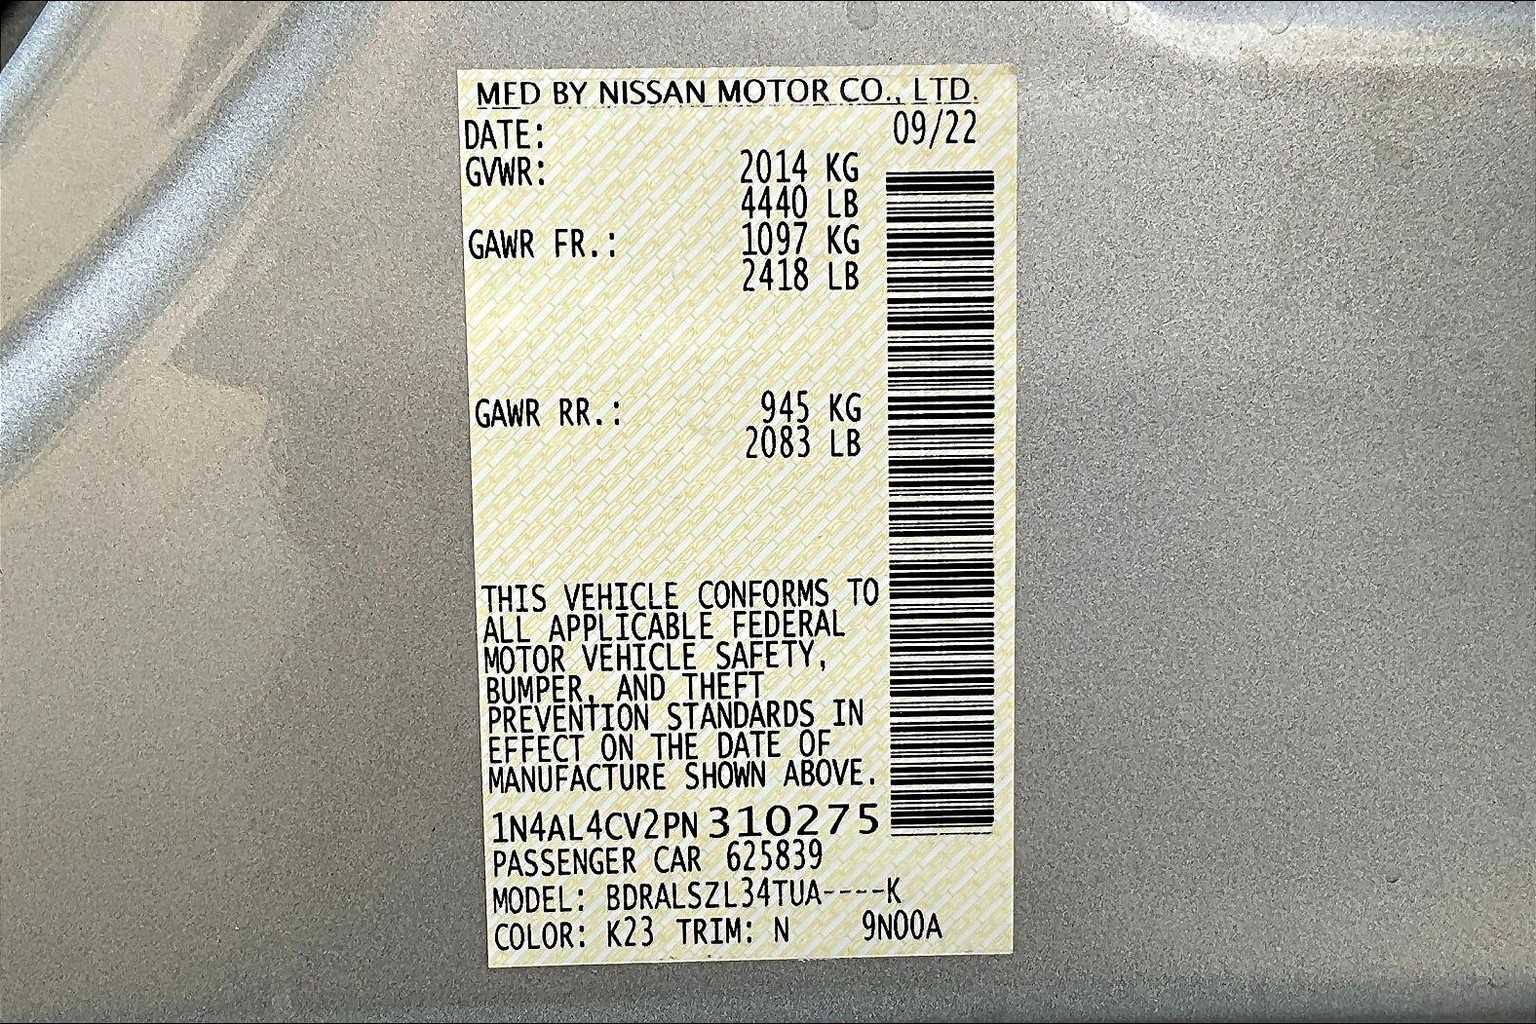 MFD BY NISSAN MOTOR CO., LTD.
DATE: 09/22
GVWR: 2014 KG
4440 LB
GAWR FR.: 1097 KG
2418 LB
GAWR RR.: 945 KG
2083 LB
THIS VEHICLE CONFORMS TO
ALL APPLICABLE FEDERAL
MOTOR VEHICLE SAFETY,
BUMPER, AND THEFT
PREVENTION STANDARDS IN
EFFECT ON THE DATE OF
MANUFACTURE SHOWN ABOVE.
1N4AL4CV2PN310275
PASSENGER CAR 625839
MODEL: BDRALSZL34TUA----K
COLOR: K23 TRIM: N 9N00A